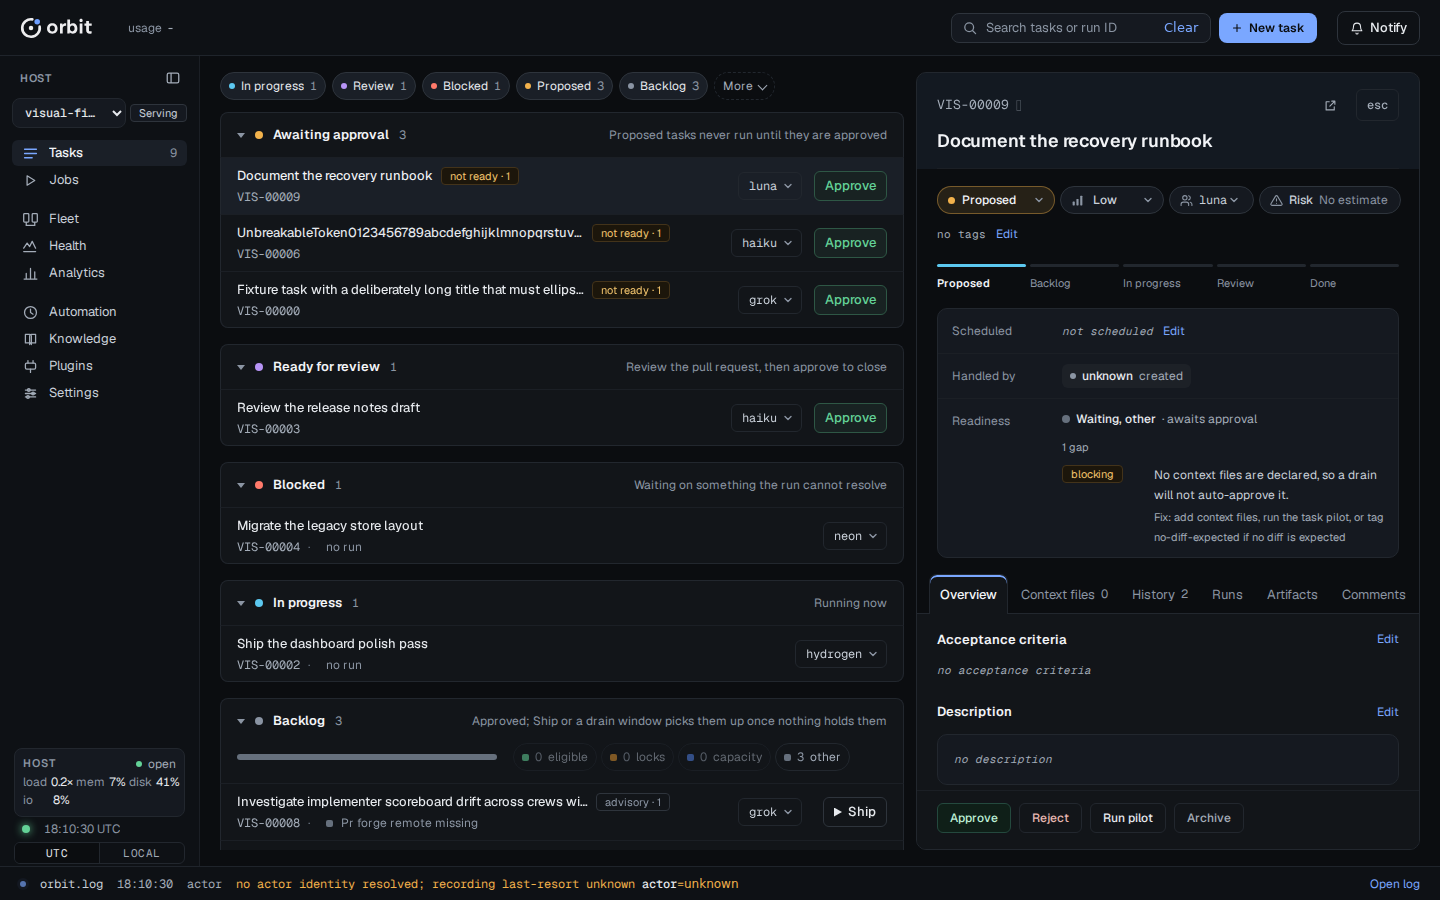 orbit
usage -
Search tasks or run ID
Clear
+ New task
Notify
HOST
visual-fi...
Serving
Tasks 9
Jobs
Fleet
Health
Analytics
Automation
Knowledge
Plugins
Settings
HOST open
load 0.2× mem 7% disk 41%
io 8%
18:10:30 UTC
UTC LOCAL
In progress 1
Review 1
Blocked 1
Proposed 3
Backlog 3
More
Awaiting approval 3
Proposed tasks never run until they are approved
Document the recovery runbook not ready · 1
VIS-00009
luna
Approve
UnbreakableToken0123456789abcdefghijklmnopqrstuv... not ready · 1
VIS-00006
haiku
Approve
Fixture task with a deliberately long title that must ellips... not ready · 1
VIS-00000
grok
Approve
Ready for review 1
Review the pull request, then approve to close
Review the release notes draft
VIS-00003
haiku
Approve
Blocked 1
Waiting on something the run cannot resolve
Migrate the legacy store layout
VIS-00004 · no run
neon
In progress 1
Running now
Ship the dashboard polish pass
VIS-00002 · no run
hydrogen
Backlog 3
Approved; Ship or a drain window picks them up once nothing holds them
0 eligible
0 locks
0 capacity
3 other
Investigate implementer scoreboard drift across crews wi... advisory · 1
VIS-00008 · Pr forge remote missing
grok
Ship
VIS-00009
esc
Document the recovery runbook
Proposed
Low
luna
Risk No estimate
no tags Edit
Proposed Backlog In progress Review Done
Scheduled not scheduled Edit
Handled by unknown created
Readiness Waiting, other · awaits approval
1 gap
blocking
No context files are declared, so a drain
will not auto-approve it.
Fix: add context files, run the task pilot, or tag
no-diff-expected if no diff is expected
Overview Context files 0 History 2 Runs Artifacts Comments
Acceptance criteria Edit
no acceptance criteria
Description Edit
no description
Approve Reject Run pilot Archive
orbit.log 18:10:30 actor no actor identity resolved; recording last-resort unknown actor=unknown
Open log